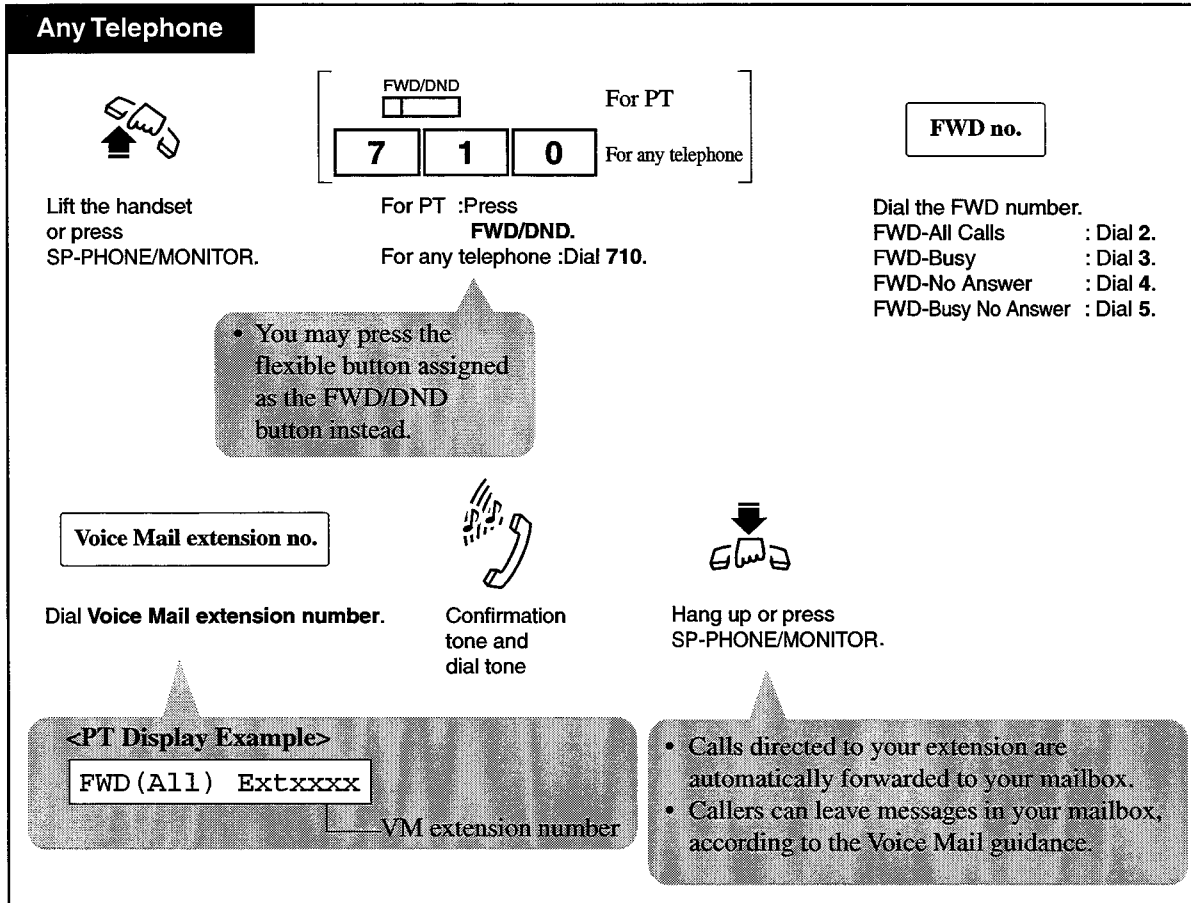 Any Telephone
FWD/DND
For PT
7 1 0 For any telephone
FWD no.
Lift the handset
or press
SP-PHONE/MONITOR.
For PT :Press
FWD/DND.
For any telephone :Dial 710.
Dial the FWD number.
FWD-All Calls : Dial 2.
FWD-Busy : Dial 3.
FWD-No Answer : Dial 4.
FWD-Busy No Answer : Dial 5.
• You may press the
flexible button assigned
as the FWD/DND
button instead.
Voice Mail extension no.
Dial Voice Mail extension number.
Confirmation
tone and
dial tone
Hang up or press
SP-PHONE/MONITOR.
<PT Display Example>
FWD(All) Extxxxx
VM extension number
• Calls directed to your extension are
automatically forwarded to your mailbox.
• Callers can leave messages in your mailbox,
according to the Voice Mail guidance.